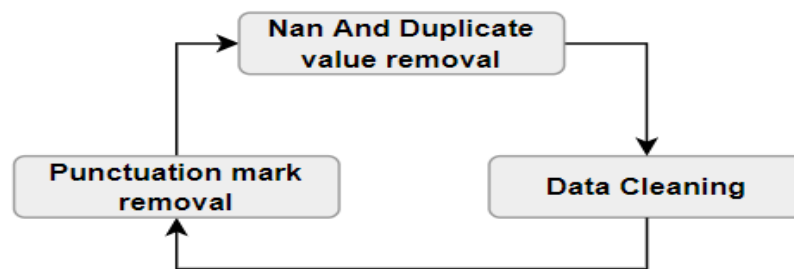 Nan And Duplicate
value removal
Punctuation mark
removal
Data Cleaning